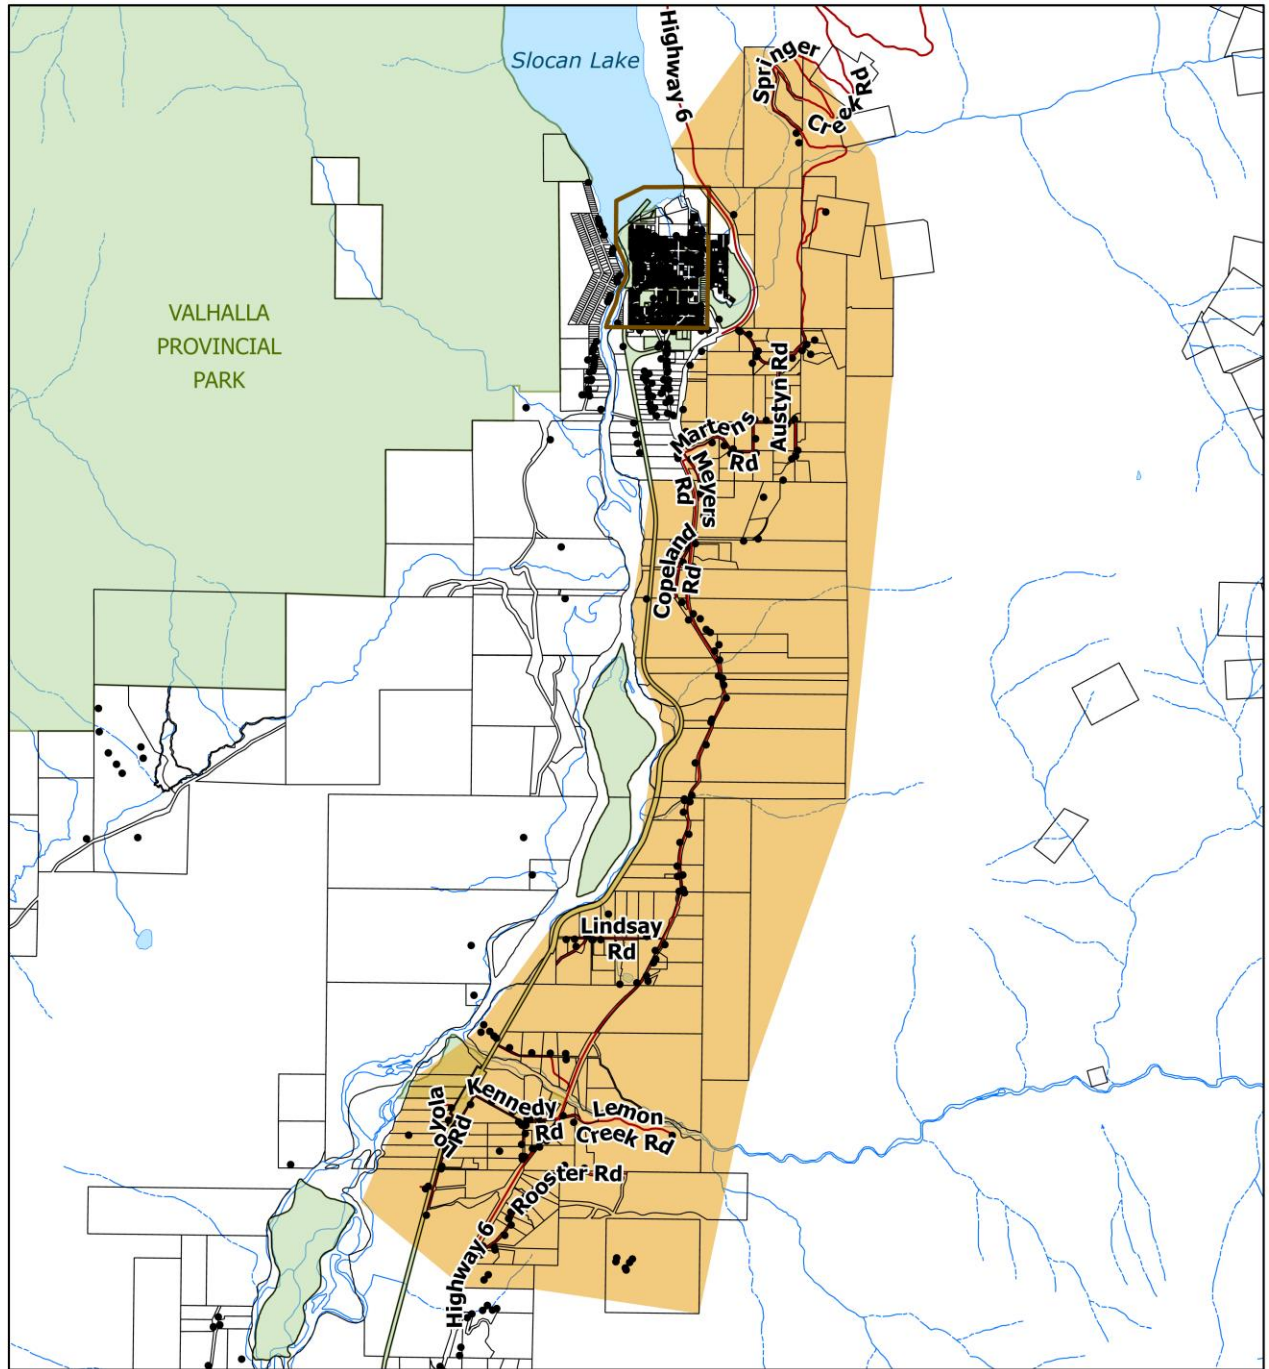 Slocan Lake
Highway 6
Springer
Creek Rd
VALHALLA
PROVINCIAL
PARK
Austyn Rd
Martens
Rd
Meyers
Rd
Copeland
Rd
Lindsay
Rd
Kennedy
Rd
Lemon
Creek Rd
Loyola
Rd
Rooster Rd
Highway 6